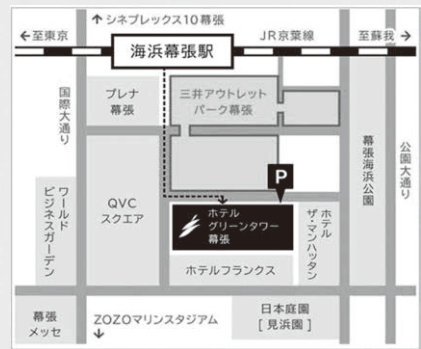 ↑シネプレックス10幕張
←至東京
海浜幕張駅
JR京葉線
至蘇我→
国際大通り
プレナ
幕張
三井アウトレット
パーク幕張
幕張海浜公園
公園大通り
P
ワールド
ビジネスガーデン
QVC
スクエア
ホテル
グリーンタワー
幕張
ホテル
ザ・マンハッタン
ホテルフランクス
幕張
メッセ
ZOZOマリンスタジアム
↓
日本庭園
[見浜園]